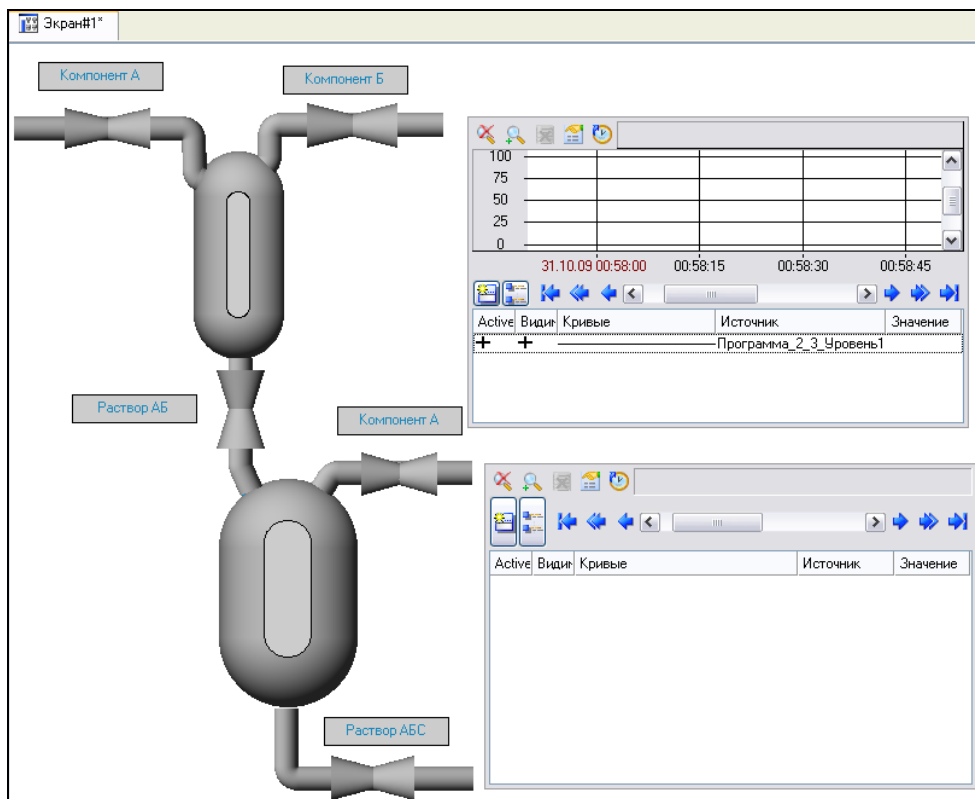 Экран#1*
Компонент А
Компонент Б
100
75
50
25
0
31.10.09 00:58:00 00:58:15 00:58:30 00:58:45
Active Видин Кривые Источник Значение
Программа_2_3_Уровень1
Раствор АБ
Компонент А
Active Видин Кривые Источник Значение
Раствор АБС